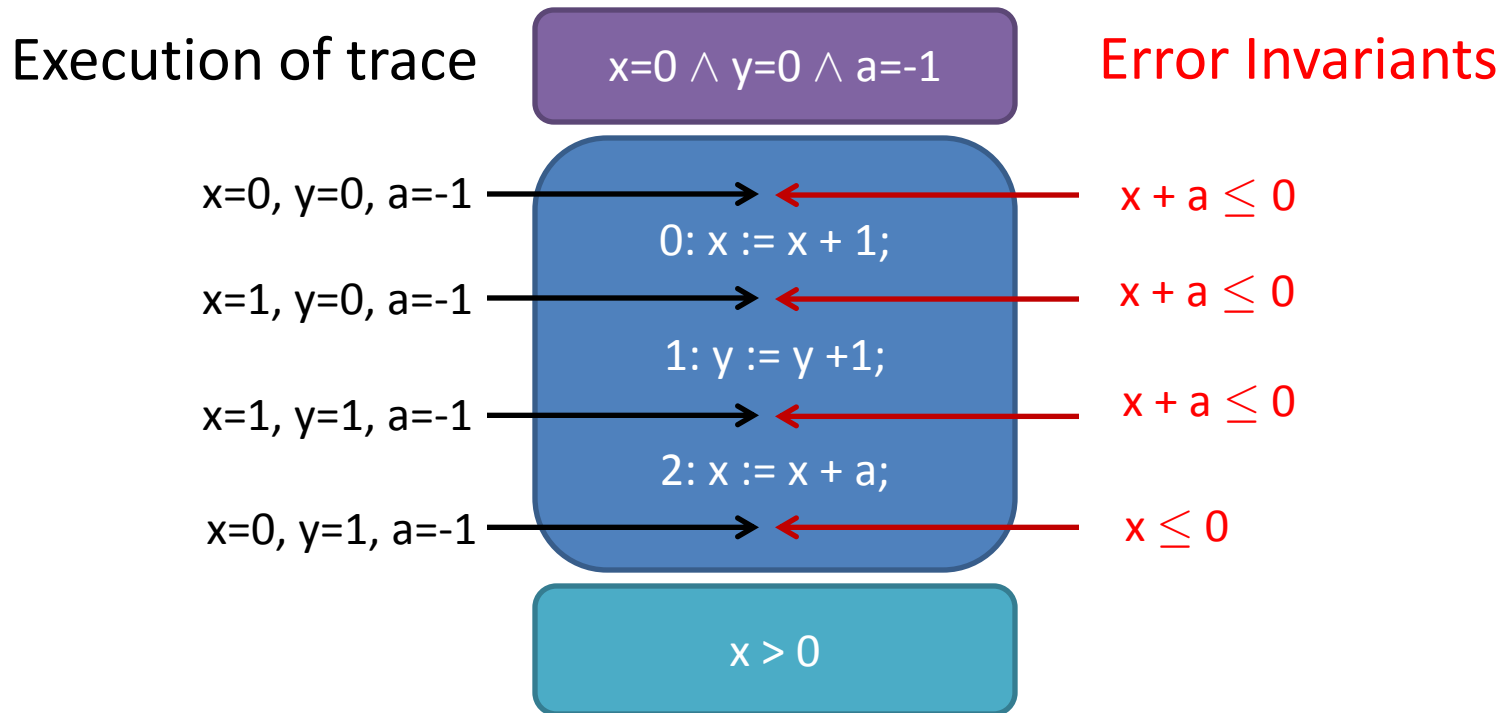 Execution of trace
x=0 ∧ y=0 ∧ a=-1
Error Invariants
x=0, y=0, a=-1
x + a ≤ 0
0: x := x + 1;
x=1, y=0, a=-1
x + a ≤ 0
1: y := y +1;
x=1, y=1, a=-1
x + a ≤ 0
2: x := x + a;
x=0, y=1, a=-1
x ≤ 0
x > 0